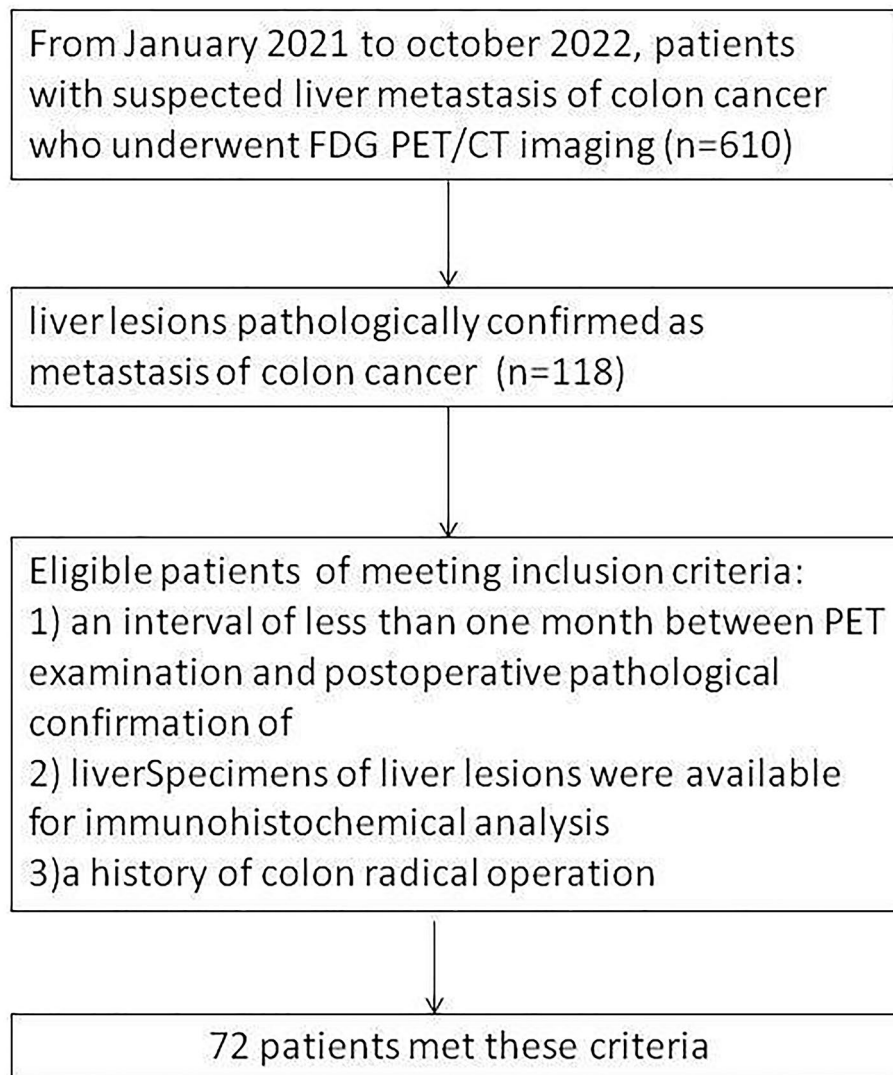 From January 2021 to october 2022, patients
with suspected liver metastasis of colon cancer
who underwent FDG PET/CT imaging (n=610)
liver lesions pathologically confirmed as
metastasis of colon cancer (n=118)
Eligible patients of meeting inclusion criteria:
1) an interval of less than one month between PET
examination and postoperative pathological
confirmation of
2) liverSpecimens of liver lesions were available
for immunohistochemical analysis
3)a history of colon radical operation
72 patients met these criteria